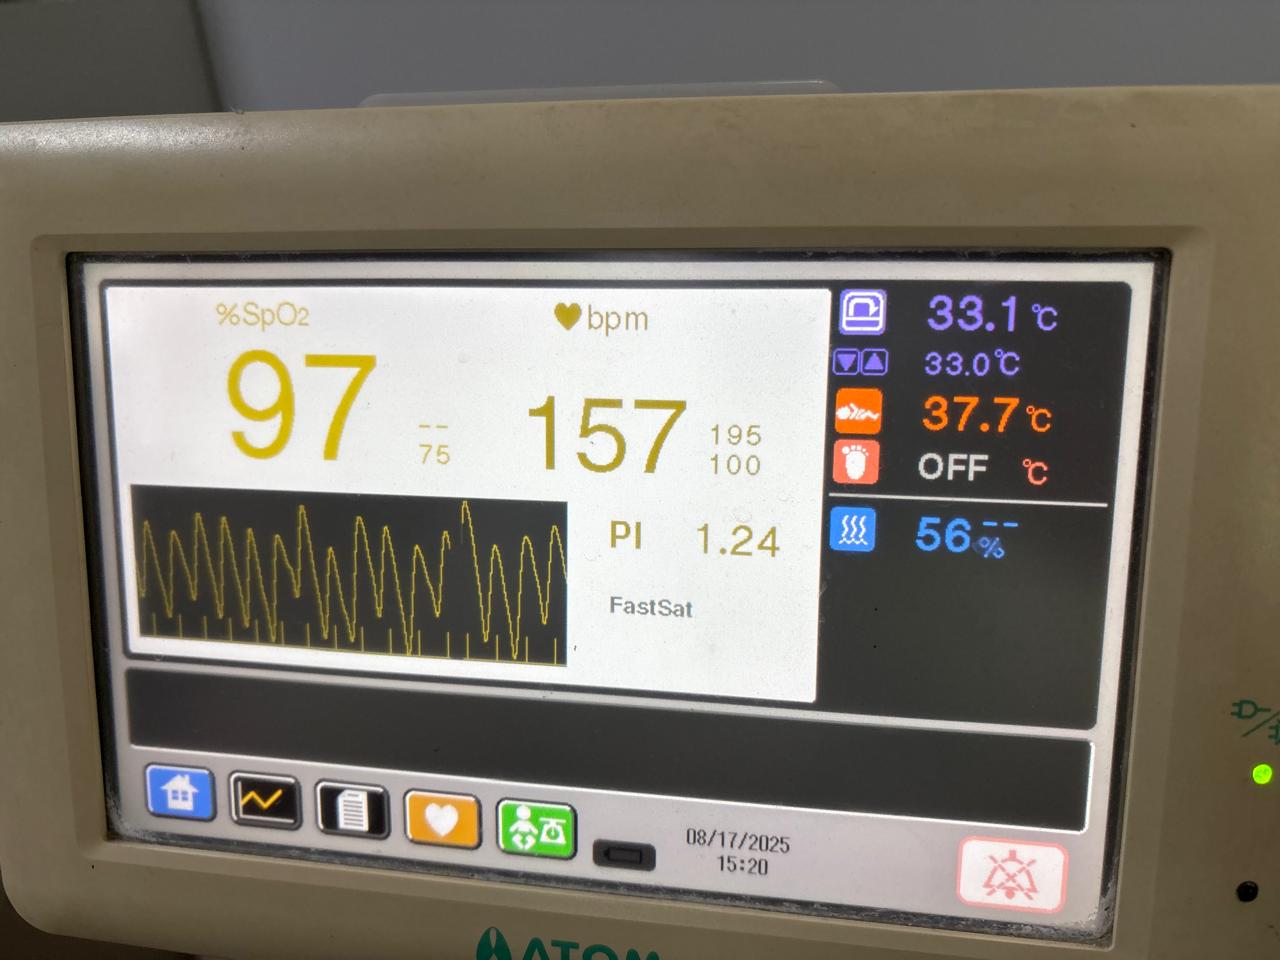 %SpO2
97
--
75
bpm
157
195
100
PI 1.24
FastSat
33.1 ℃
33.0℃
37.7 ℃
OFF ℃
56 -- %
08/17/2025
15:20
ATOM